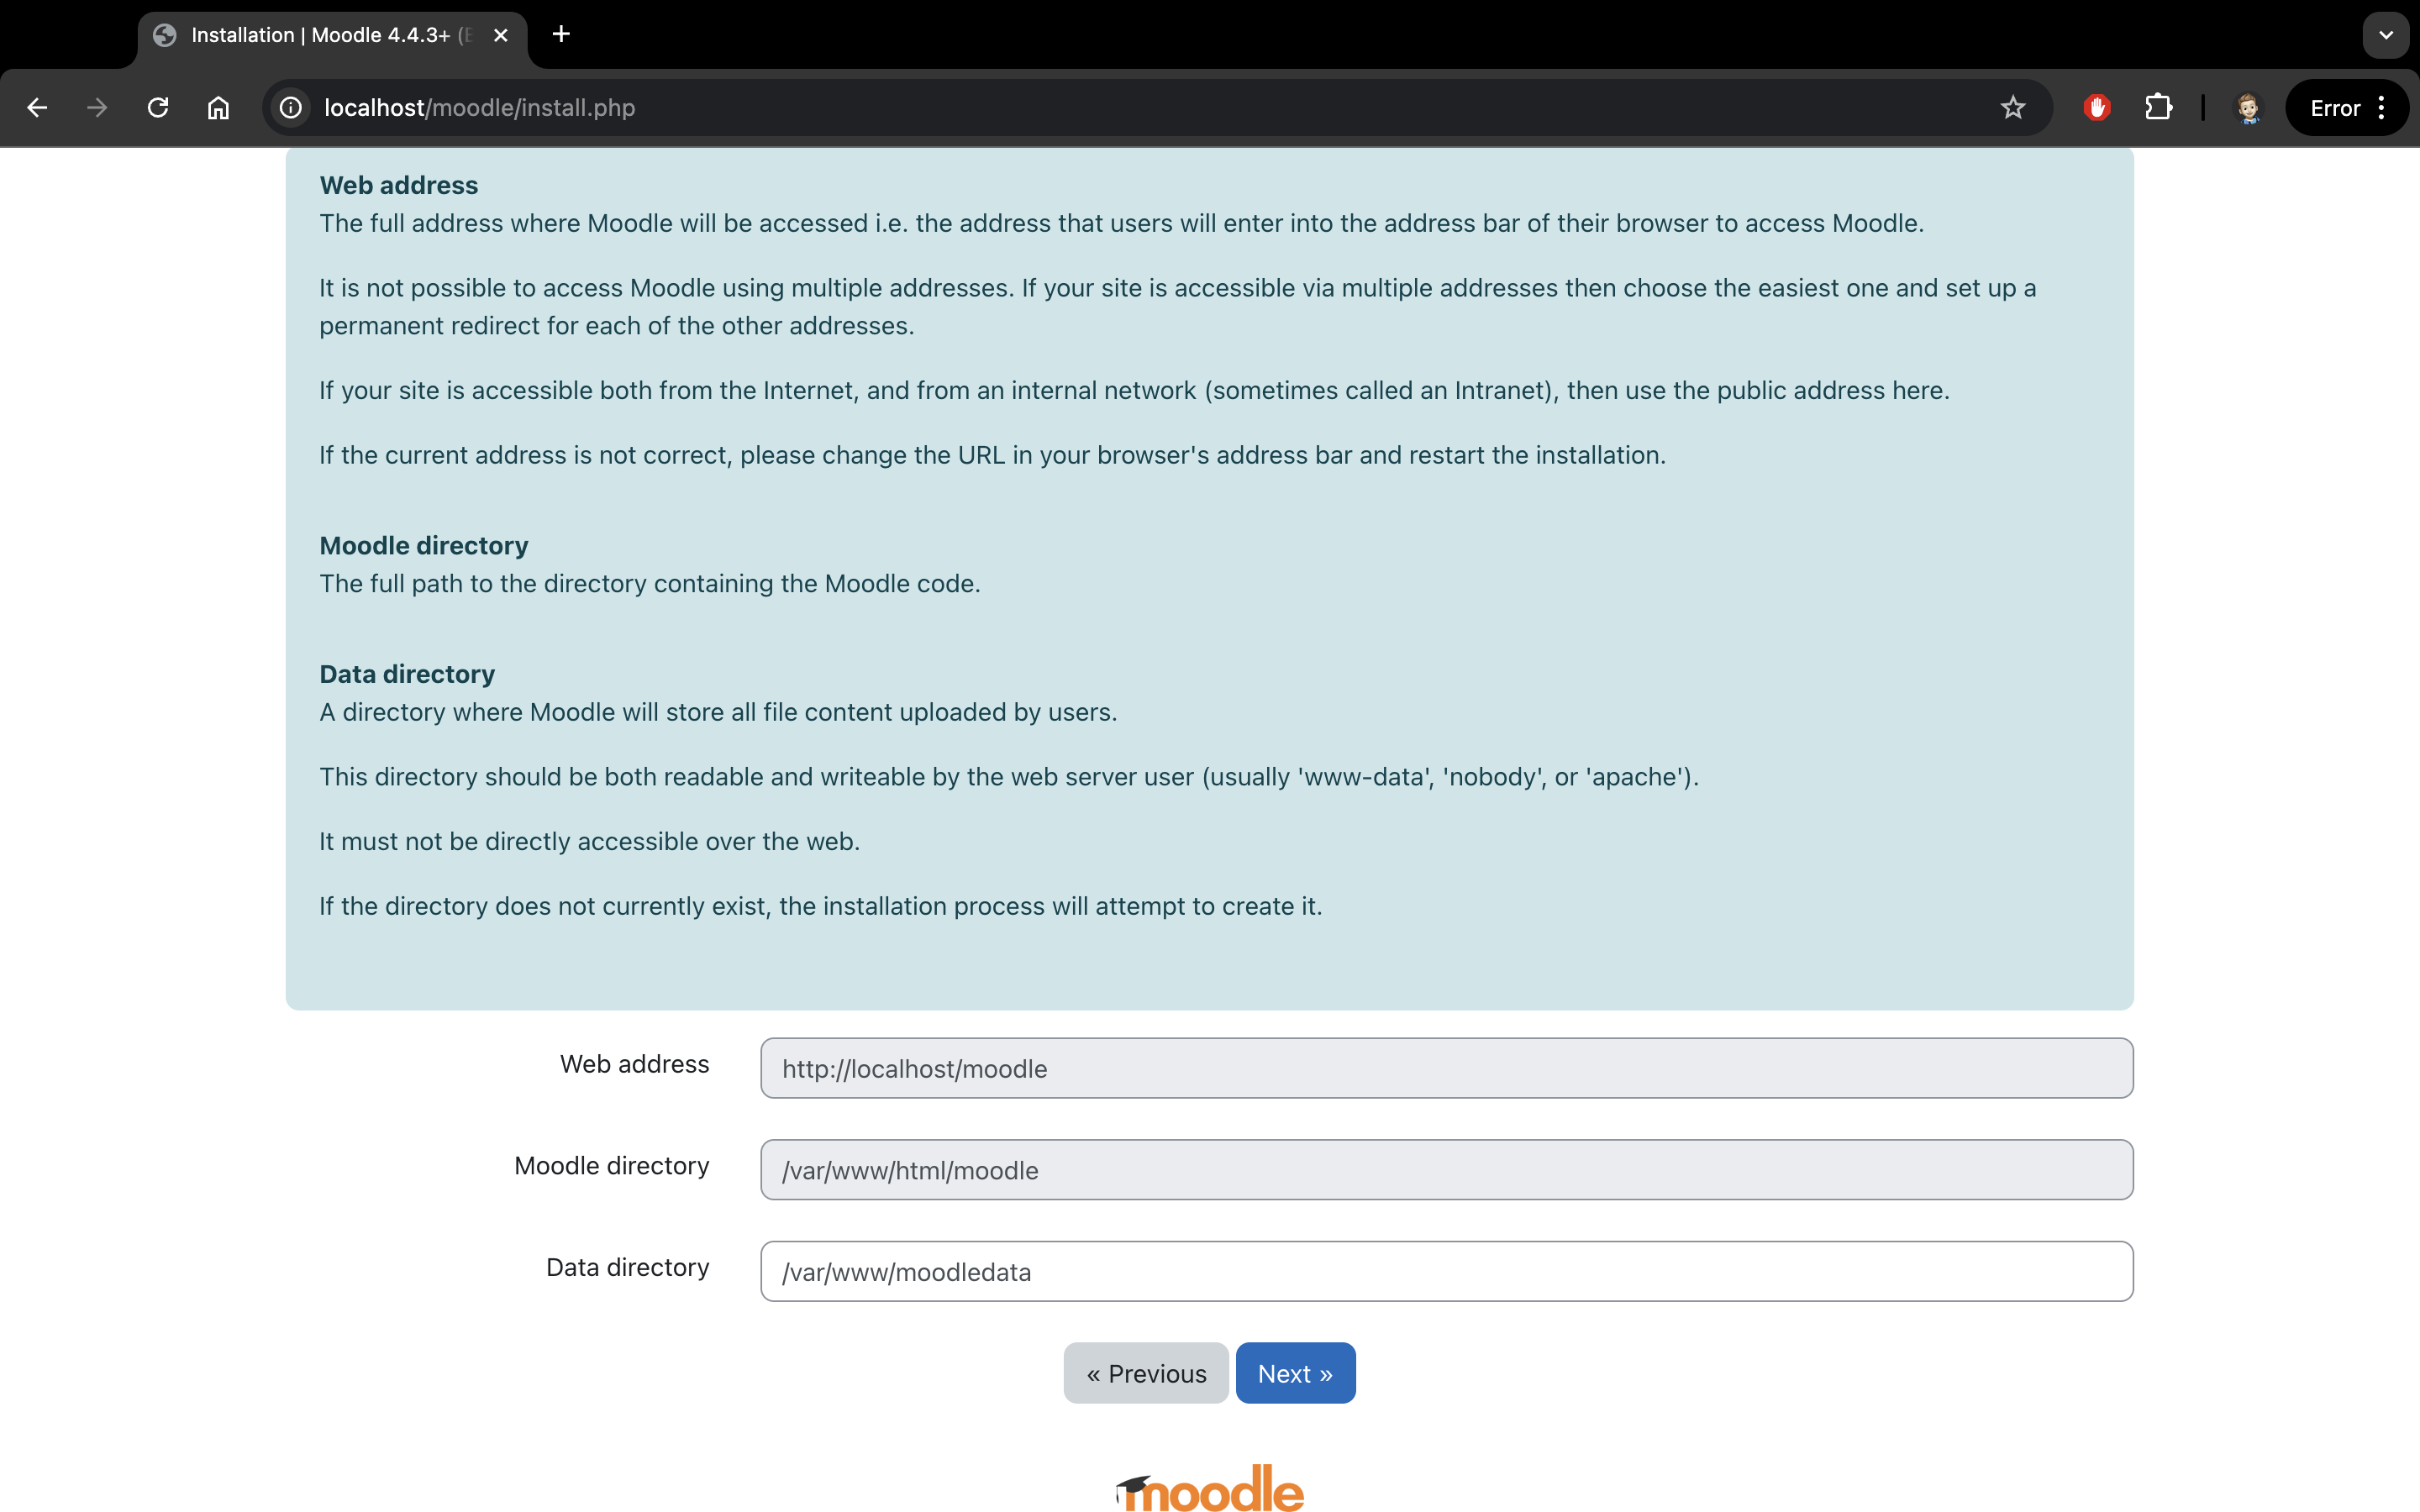 Installation | Moodle 4.4.3+ (
localhost/moodle/install.php
Error
Web address
The full address where Moodle will be accessed i.e. the address that users will enter into the address bar of their browser to access Moodle.
It is not possible to access Moodle using multiple addresses. If your site is accessible via multiple addresses then choose the easiest one and set up a
permanent redirect for each of the other addresses.
If your site is accessible both from the Internet, and from an internal network (sometimes called an Intranet), then use the public address here.
If the current address is not correct, please change the URL in your browser's address bar and restart the installation.
Moodle directory
The full path to the directory containing the Moodle code.
Data directory
A directory where Moodle will store all file content uploaded by users.
This directory should be both readable and writeable by the web server user (usually 'www-data', 'nobody', or 'apache').
It must not be directly accessible over the web.
If the directory does not currently exist, the installation process will attempt to create it.
Web address
http://localhost/moodle
Moodle directory
/var/www/html/moodle
Data directory
/var/www/moodledata
« Previous
Next »
moodle